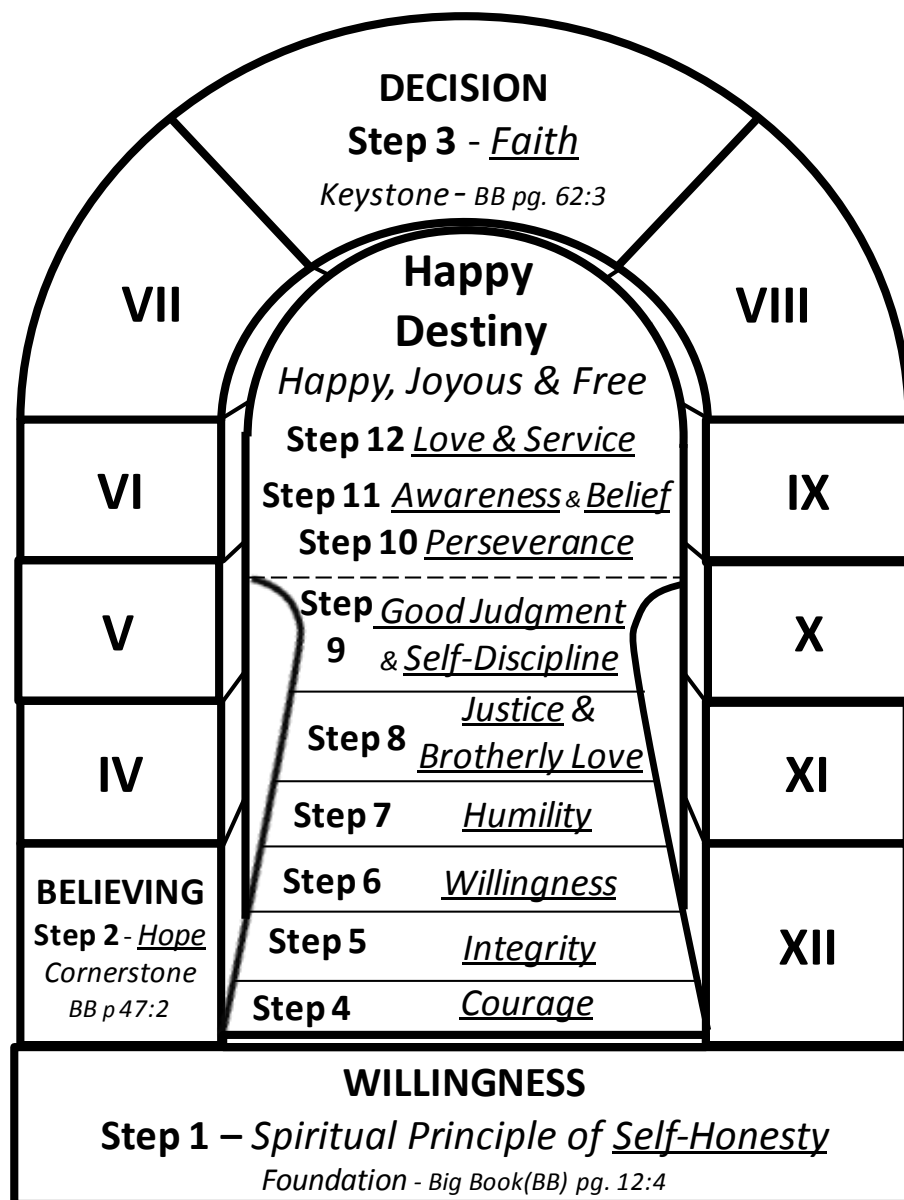 DECISION
Step 3 - Faith
Keystone - BB pg. 62:3
VII
VIII
Happy
Destiny
Happy, Joyous & Free
Step 12 Love & Service
VI
Step 11 Awareness & Belief
IX
Step 10 Perseverance
V
Step 9 Good Judgment
& Self-Discipline
X
IV
Step 8 Justice &
Brotherly Love
XI
Step 7 Humility
BELIEVING
Step 2 - Hope
Cornerstone
BB p 47:2
Step 6 Willingness
Step 5 Integrity
Step 4 Courage
XII
WILLINGNESS
Step 1 – Spiritual Principle of Self-Honesty
Foundation - Big Book(BB) pg. 12:4